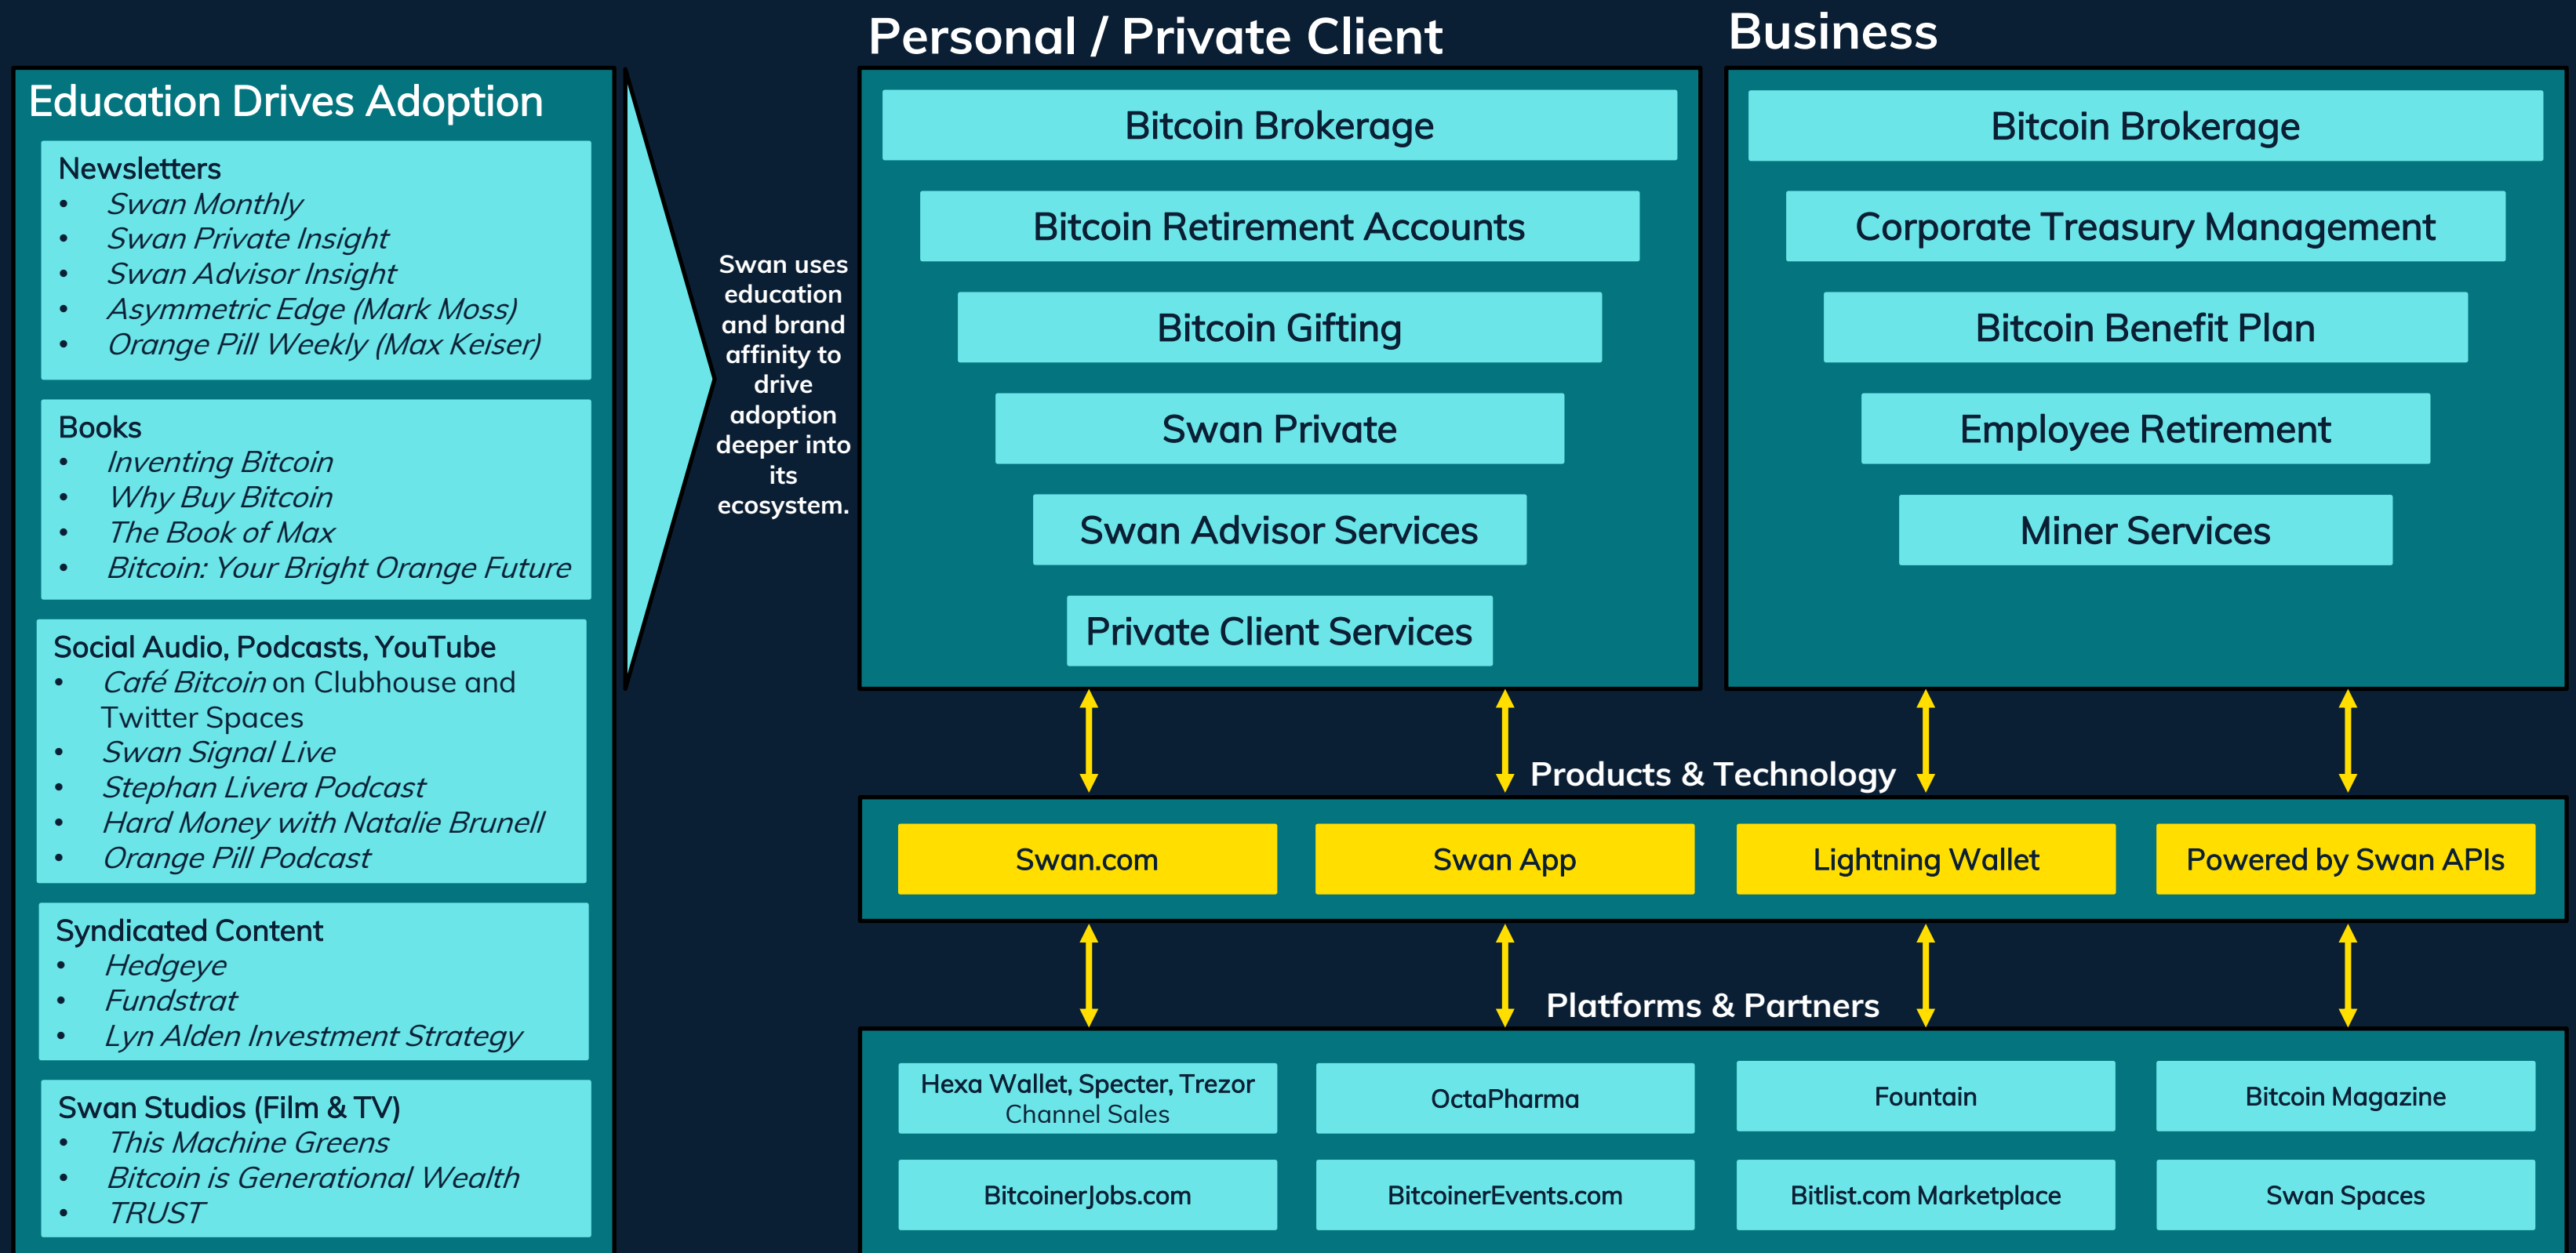 Education Drives Adoption
Newsletters
• Swan Monthly
• Swan Private Insight
• Swan Advisor Insight
• Asymmetric Edge (Mark Moss)
• Orange Pill Weekly (Max Keiser)
Books
• Inventing Bitcoin
• Why Buy Bitcoin
• The Book of Max
• Bitcoin: Your Bright Orange Future
Social Audio, Podcasts, YouTube
• Café Bitcoin on Clubhouse and
Twitter Spaces
• Swan Signal Live
• Stephan Livera Podcast
• Hard Money with Natalie Brunell
• Orange Pill Podcast
Syndicated Content
• Hedgeye
• Fundstrat
• Lyn Alden Investment Strategy
Swan Studios (Film & TV)
• This Machine Greens
• Bitcoin is Generational Wealth
• TRUST
Swan uses
education
and brand
affinity to
drive
adoption
deeper into
its
ecosystem.
Personal / Private Client
Bitcoin Brokerage
Bitcoin Retirement Accounts
Bitcoin Gifting
Swan Private
Swan Advisor Services
Private Client Services
Business
Bitcoin Brokerage
Corporate Treasury Management
Bitcoin Benefit Plan
Employee Retirement
Miner Services
Products & Technology
Swan.com
Swan App
Lightning Wallet
Powered by Swan APIs
Platforms & Partners
Hexa Wallet, Specter, Trezor
Channel Sales
OctaPharma
Fountain
Bitcoin Magazine
BitcoinerJobs.com
BitcoinerEvents.com
Bitlist.com Marketplace
Swan Spaces